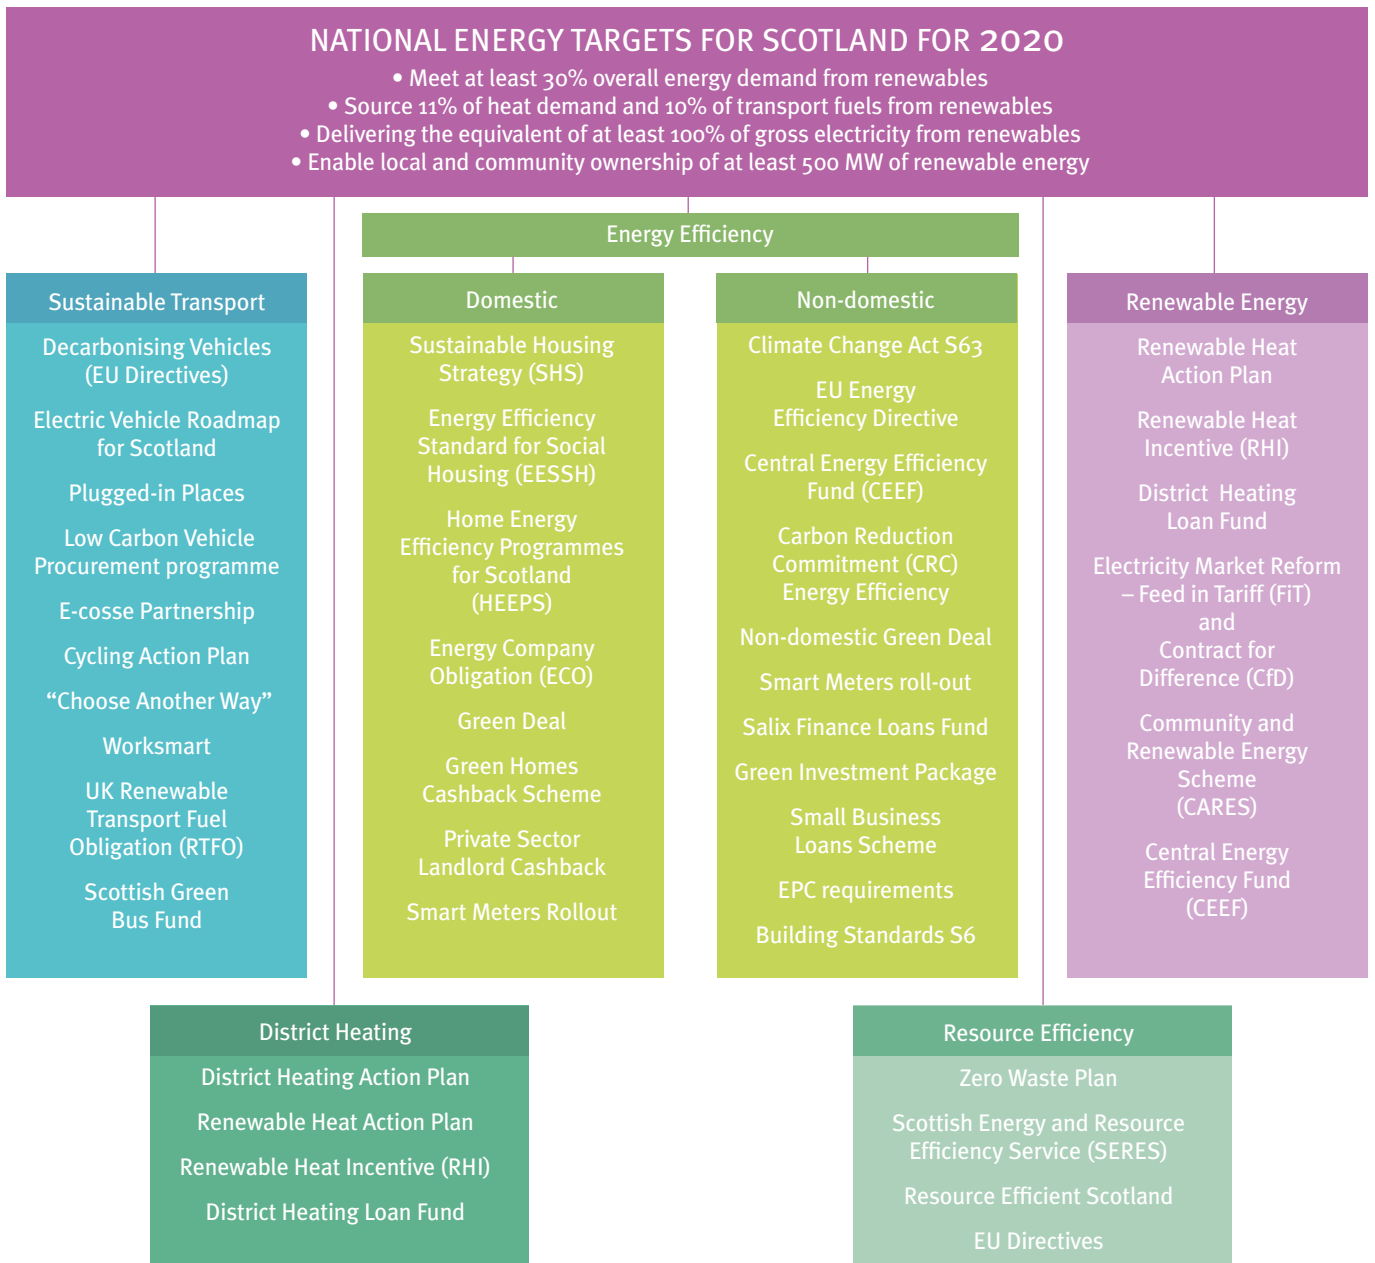 NATIONAL ENERGY TARGETS FOR SCOTLAND FOR 2020
• Meet at least 30% overall energy demand from renewables
• Source 11% of heat demand and 10% of transport fuels from renewables
• Delivering the equivalent of at least 100% of gross electricity from renewables
• Enable local and community ownership of at least 500 MW of renewable energy
Energy Efficiency
Sustainable Transport
Decarbonising Vehicles
(EU Directives)
Electric Vehicle Roadmap
for Scotland
Plugged-in Places
Low Carbon Vehicle
Procurement programme
E-cosse Partnership
Cycling Action Plan
“Choose Another Way”
Worksmart
UK Renewable
Transport Fuel
Obligation (RTFO)
Scottish Green
Bus Fund
Domestic
Sustainable Housing
Strategy (SHS)
Energy Efficiency
Standard for Social
Housing (EESSH)
Home Energy
Efficiency Programmes
for Scotland
(HEEPS)
Energy Company
Obligation (ECO)
Green Deal
Green Homes
Cashback Scheme
Private Sector
Landlord Cashback
Smart Meters Rollout
Non-domestic
Climate Change Act S63
EU Energy
Efficiency Directive
Central Energy Efficiency
Fund (CEEF)
Carbon Reduction
Commitment (CRC)
Energy Efficiency
Non-domestic Green Deal
Smart Meters roll-out
Salix Finance Loans Fund
Green Investment Package
Small Business
Loans Scheme
EPC requirements
Building Standards S6
Renewable Energy
Renewable Heat
Action Plan
Renewable Heat
Incentive (RHI)
District Heating
Loan Fund
Electricity Market Reform
– Feed in Tariff (FiT)
and
Contract for
Difference (CfD)
Community and
Renewable Energy
Scheme
(CARES)
Central Energy
Efficiency Fund
(CEEF)
District Heating
District Heating Action Plan
Renewable Heat Action Plan
Renewable Heat Incentive (RHI)
District Heating Loan Fund
Resource Efficiency
Zero Waste Plan
Scottish Energy and Resource
Efficiency Service (SERES)
Resource Efficient Scotland
EU Directives